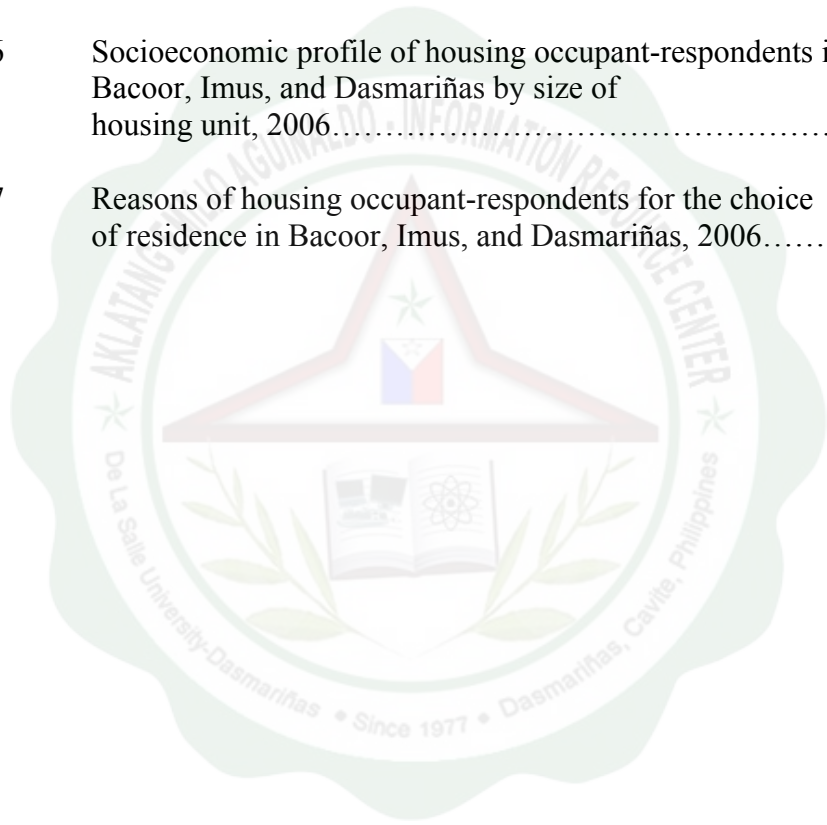 Socioeconomic profile of housing occupant-respondents i
Bacoor, Imus, and Dasmariñas by size of
housing unit, 2006……………………………………….
Reasons of housing occupant-respondents for the choice
of residence in Bacoor, Imus, and Dasmariñas, 2006……
AKLATANG EMILIO AGUINALDO - INFORMATION RESOURCE CENTER
De La Salle University-Dasmariñas • Since 1977 • Dasmariñas, Cavite, Philippines